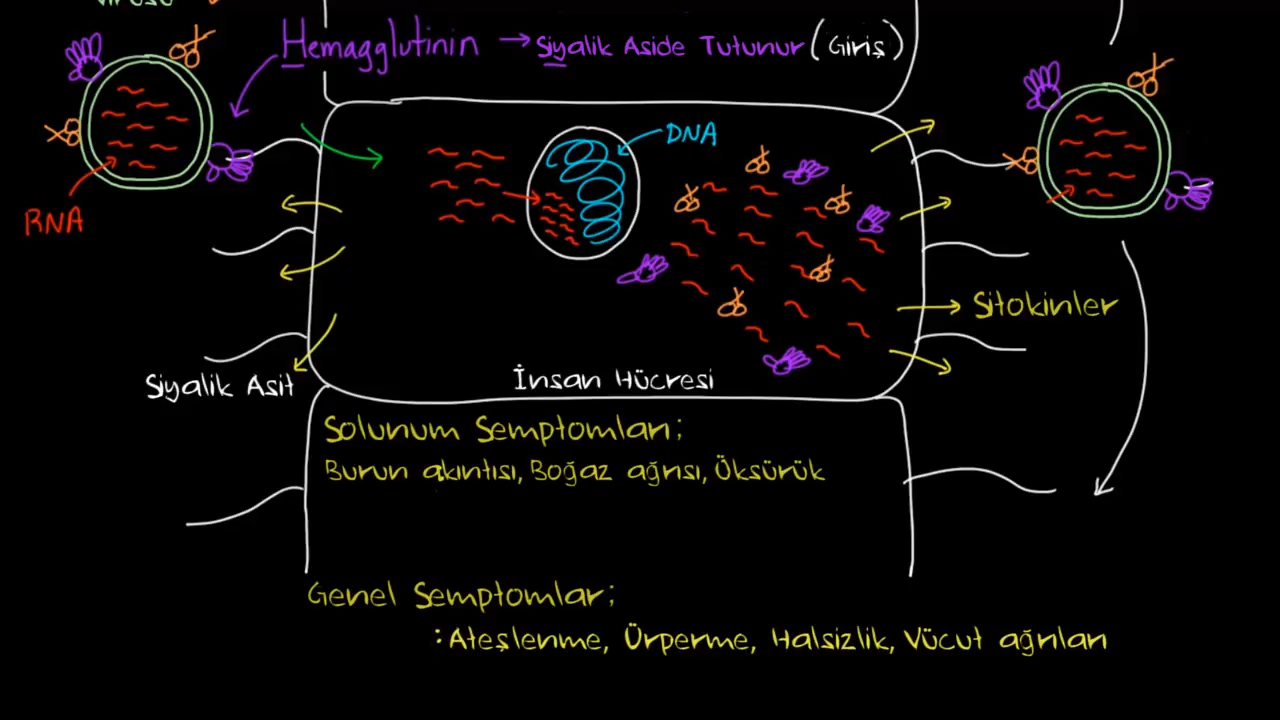 Hemagglutinin → Siyalik Aside Tutunur (Giriş)
DNA
RNA
Sitokinler
Siyalik Asit
İnsan Hücresi
Solunum Semptomları;
Burun akıntısı, Boğaz ağrısı, Üksürük
Genel Semptomlar;
: Ateşlenme, Ürperme, Halsizlik, Vücut ağrıları